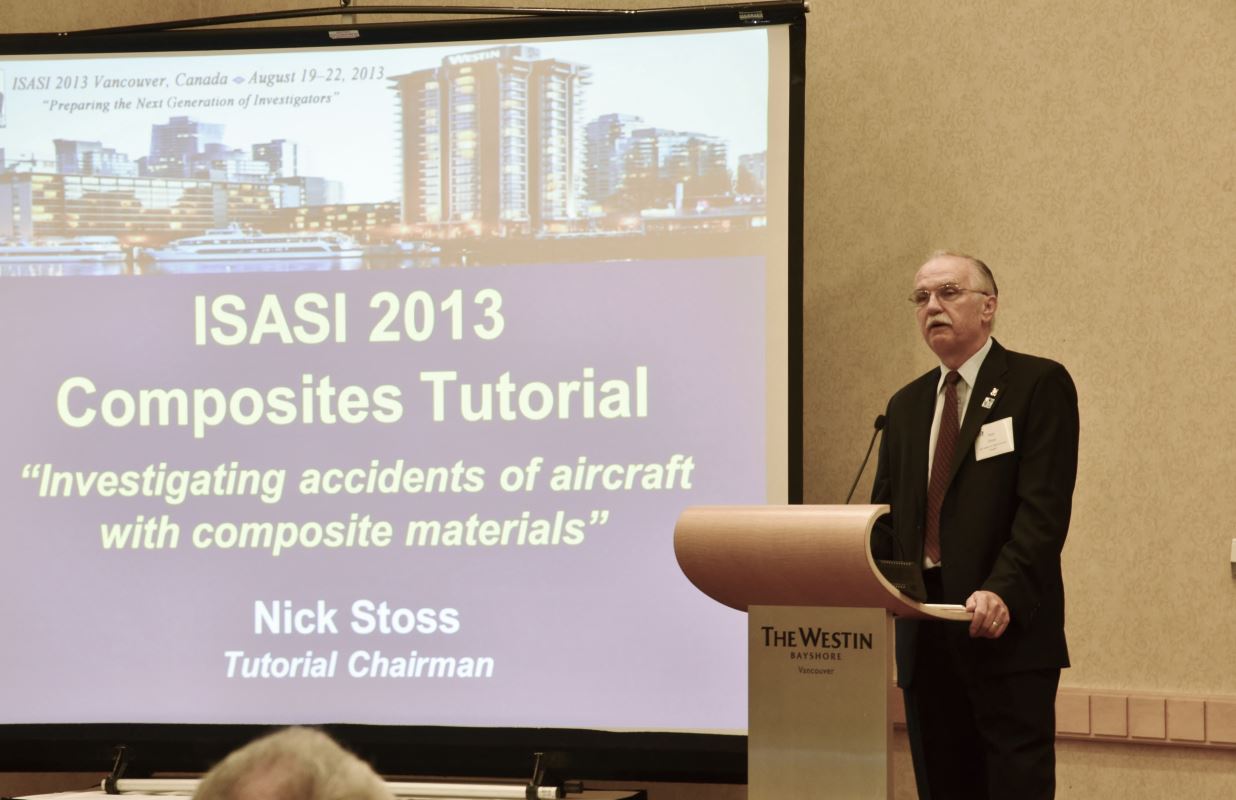 ISASI 2013 Vancouver, Canada August 19–22, 2013
"Preparing the Next Generation of Investigators"
WESTIN
ISASI 2013
Composites Tutorial
“Investigating accidents of aircraft
with composite materials”
Nick Stoss
Tutorial Chairman
THE WESTIN
BAYSHORE
Vancouver